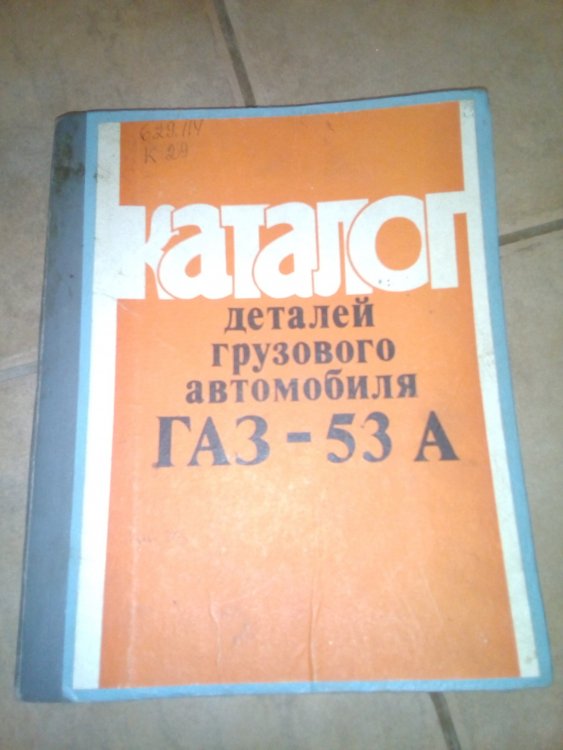 629.114
К 29
каталог
деталей
грузового
автомобиля
ГАЗ-53 А